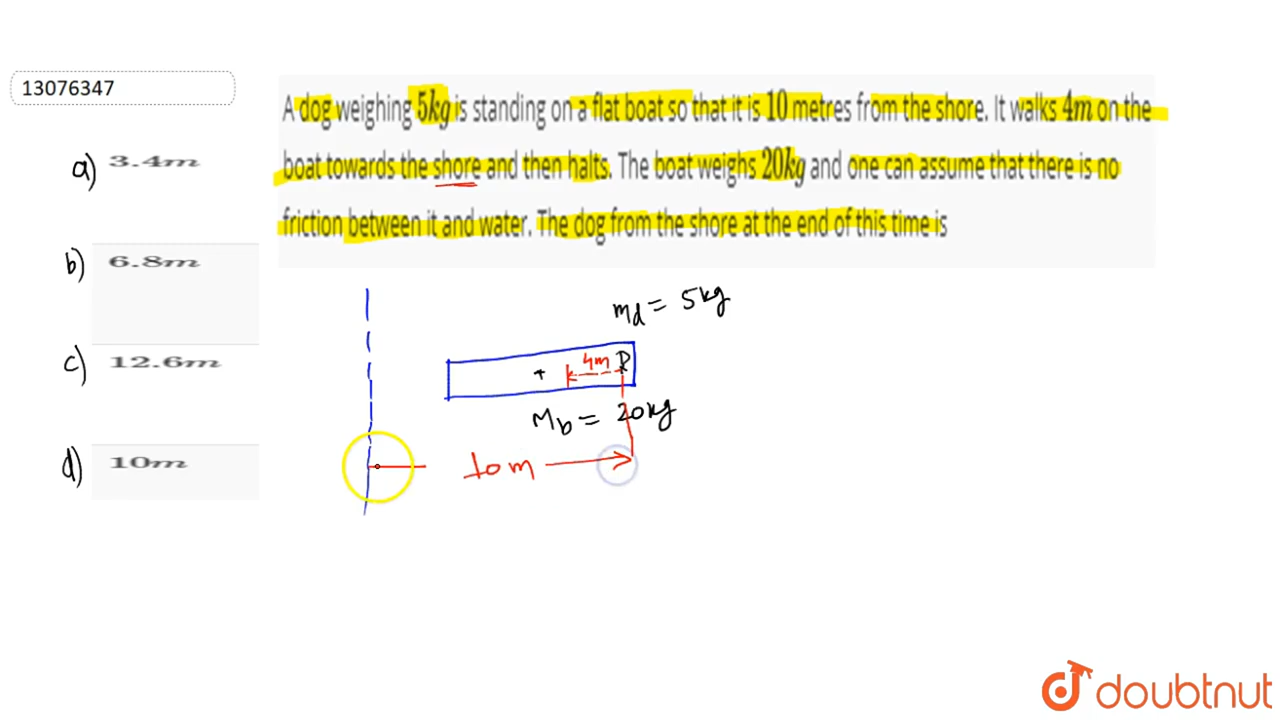 13076347
A dog weighing 5kg is standing on a flat boat so that it is 10 metres from the shore. It walks 4m on the
boat towards the shore and then halts. The boat weighs 20kg and one can assume that there is no
friction between it and water. The dog from the shore at the end of this time is
a) 3.4m
b) 6.8m
c) 12.6m
d) 10m
md = 5kg
4m D
+
Mb = 20kg
10m
doubtnut